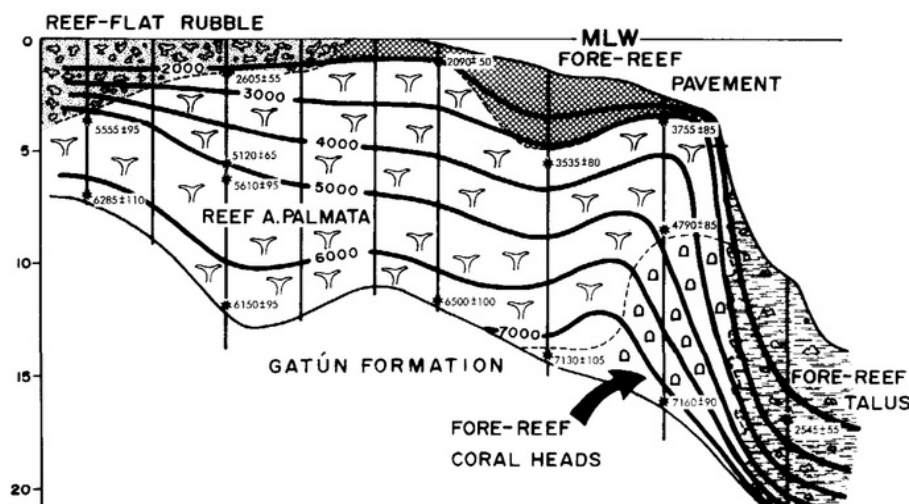 REEF-FLAT RUBBLE
0
MLW
FORE-REEF
PAVEMENT
2000
2605±55
2090±50
3000
3755±85
5555±95
4000
5
5120±65
3535±80
5610±95
5000
4790±85
6285±110
REEF A. PALMATA
6000
10
6150±95
6500±100
7000
GATÚN FORMATION
7130±105
15
FORE-REEF
TALUS
7160±90
FORE-REEF
CORAL HEADS
2545±55
20